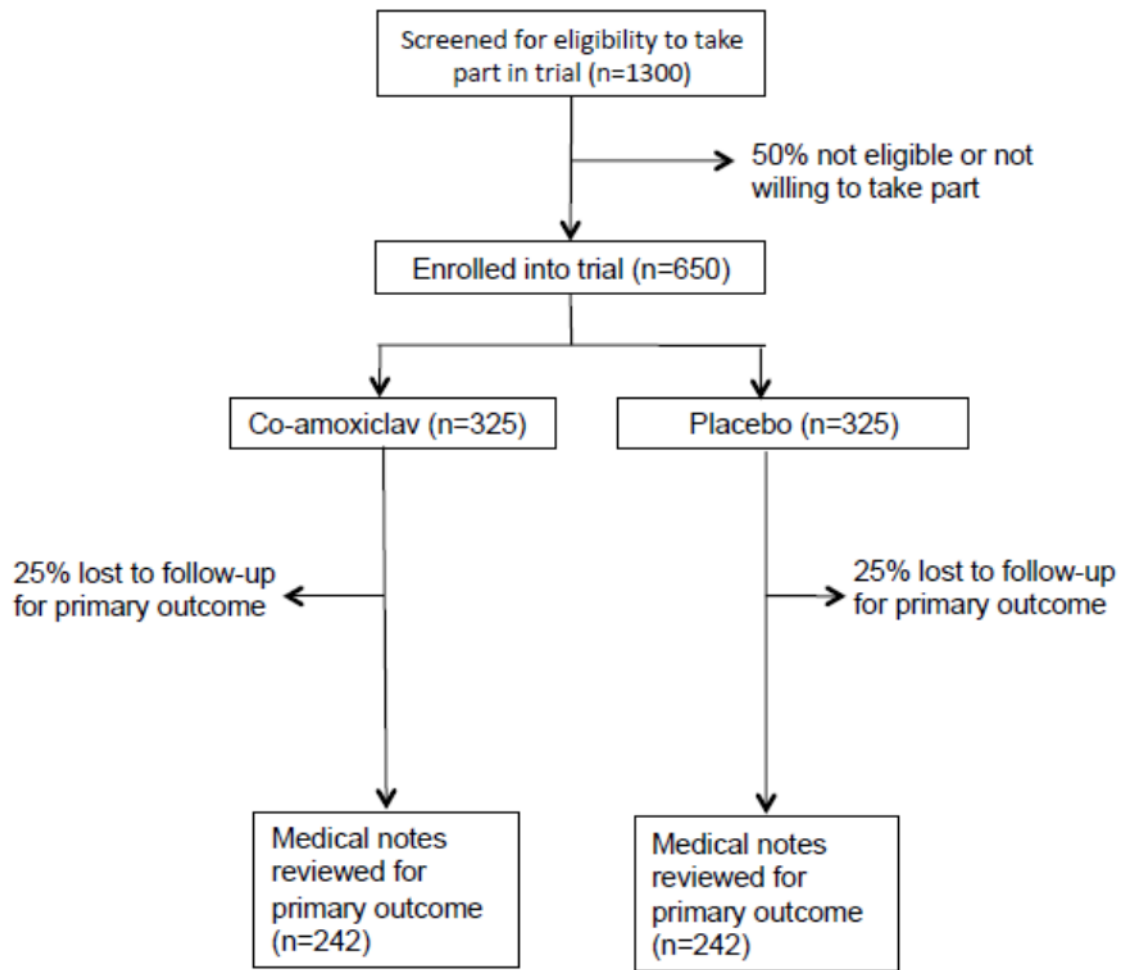 Screened for eligibility to take
part in trial (n=1300)
50% not eligible or not
willing to take part
Enrolled into trial (n=650)
Co-amoxiclav (n=325)
Placebo (n=325)
25% lost to follow-up
for primary outcome
25% lost to follow-up
for primary outcome
Medical notes
reviewed for
primary outcome
(n=242)
Medical notes
reviewed for
primary outcome
(n=242)